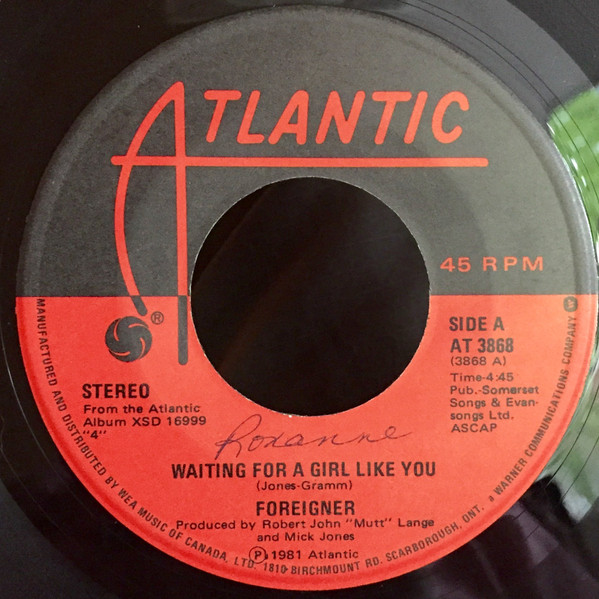 ATLANTIC
45 RPM
®
SIDE A
AT 3868
(3868 A)
Time-4:45
Pub.-Somerset
Songs & Evan-
songs Ltd.
ASCAP
STEREO
From the Atlantic
Album XSD 16999
"4"
Roxanne
WAITING FOR A GIRL LIKE YOU
(Jones-Gramm)
FOREIGNER
Produced by Robert John "Mutt" Lange
and Mick Jones
℗ 1981 Atlantic
MANUFACTURED AND DISTRIBUTED BY WEA MUSIC OF CANADA, LTD. 1810 BIRCHMOUNT RD. SCARBOROUGH, ONT. a WARNER COMMUNICATIONS COMPANY